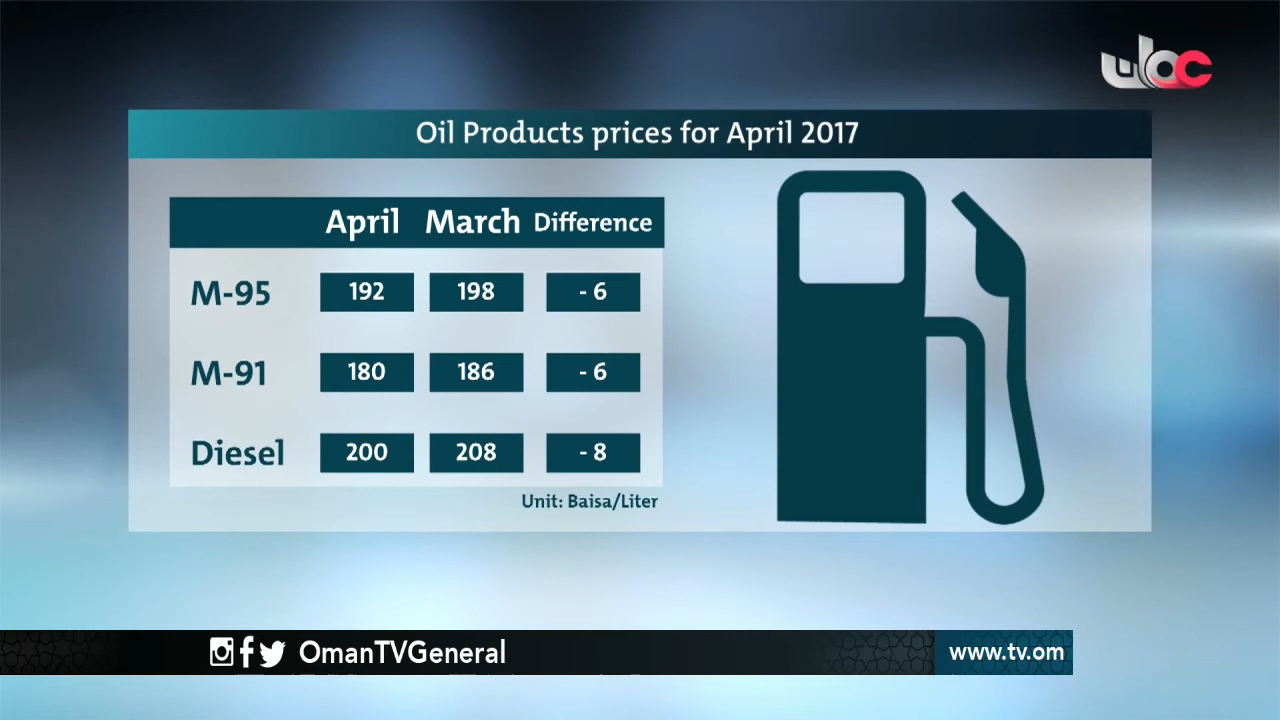 عمان
Oil Products prices for April 2017
April March Difference
M-95 192 198 - 6
M-91 180 186 - 6
Diesel 200 208 - 8
Unit: Baisa/Liter
OmanTVGeneral
www.tv.om